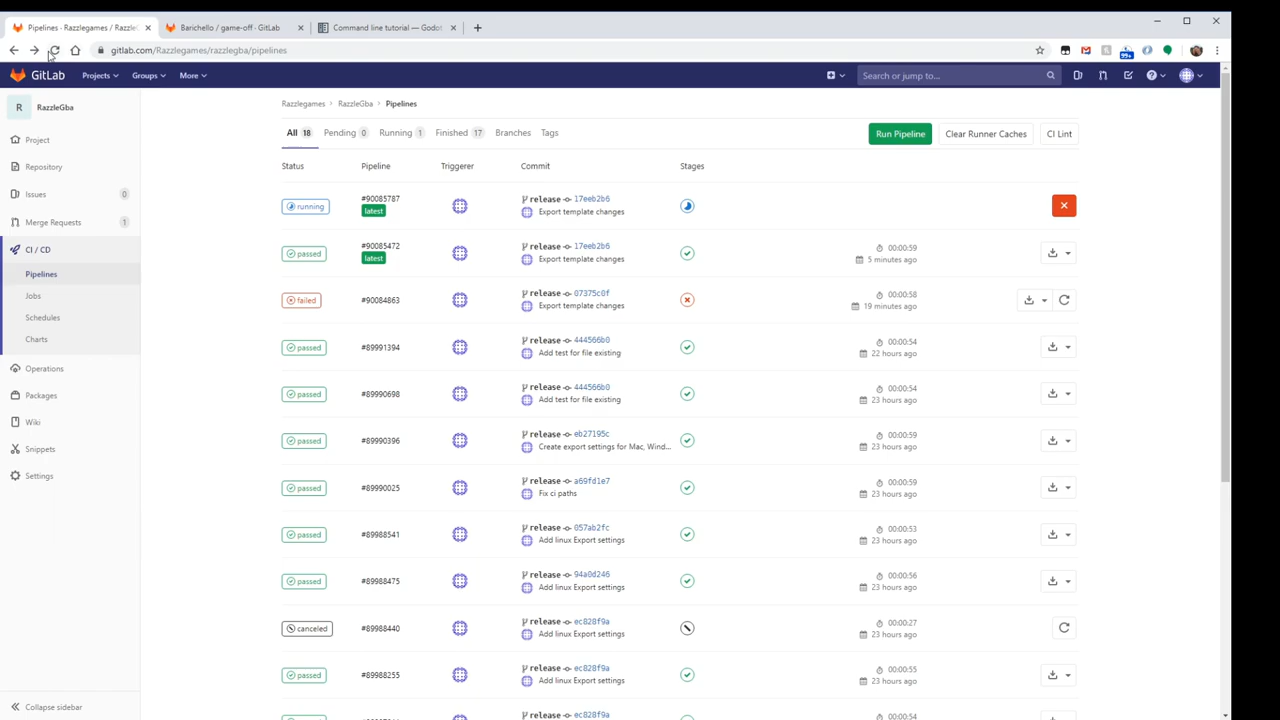 Pipelines - Razzlegames / Razzle
Barichello / game-off - GitLab
Command line tutorial — Godot
gitlab.com/Razzlegames/razzlegba/pipelines
99+
GitLab
Projects
Groups
More
Search or jump to...
R
RazzleGba
Project
Repository
Issues 0
Merge Requests 1
CI / CD
Pipelines
Jobs
Schedules
Charts
Operations
Packages
Wiki
Snippets
Settings
Collapse sidebar
Razzlegames > RazzleGba > Pipelines
All 18 Pending 0 Running 1 Finished 17 Branches Tags
Run Pipeline Clear Runner Caches CI Lint
Status Pipeline Triggerer Commit Stages
running #90085787 release 17eeb2b6
latest Export template changes
passed #90085472 release 17eeb2b6 00:00:59
latest Export template changes 5 minutes ago
failed #90084863 release 07375c0f 00:00:58
Export template changes 19 minutes ago
passed #89991394 release 444566b0 00:00:54
Add test for file existing 22 hours ago
passed #89990698 release 444566b0 00:00:54
Add test for file existing 23 hours ago
passed #89990396 release eb27195c 00:00:59
Create export settings for Mac, Wind... 23 hours ago
passed #89990025 release a69fd1e7 00:00:59
Fix ci paths 23 hours ago
passed #89988541 release 057ab2fc 00:00:53
Add linux Export settings 23 hours ago
passed #89988475 release 94a0d246 00:00:56
Add linux Export settings 23 hours ago
canceled #89988440 release ec828f9a 00:00:27
Add linux Export settings 23 hours ago
passed #89988255 release ec828f9a 00:00:55
Add linux Export settings 23 hours ago
release ec828f9a 00:00:54